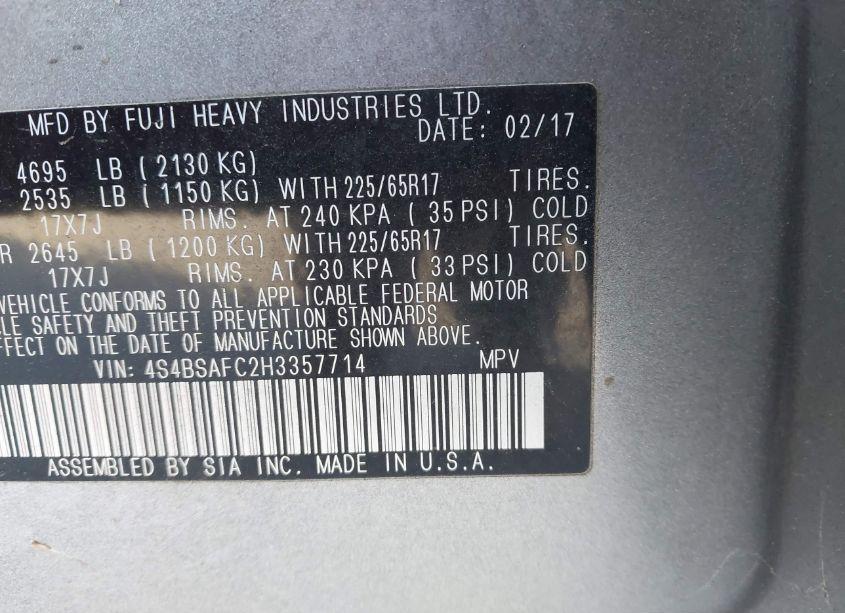 MFD BY FUJI HEAVY INDUSTRIES LTD.
DATE: 02/17
4695 LB (2130 KG)
2535 LB (1150 KG) WITH 225/65R17 TIRES.
17X7J RIMS. AT 240 KPA (35 PSI) COLD
R 2645 LB (1200 KG) WITH 225/65R17 TIRES.
17X7J RIMS. AT 230 KPA (33 PSI) COLD
VEHICLE CONFORMS TO ALL APPLICABLE FEDERAL MOTOR
LE SAFETY AND THEFT PREVENTION STANDARDS
EFFECT ON THE DATE OF MANUFACTURE SHOWN ABOVE.
VIN: 4S4BSAFC2H3357714 MPV
ASSEMBLED BY SIA INC. MADE IN U.S.A.